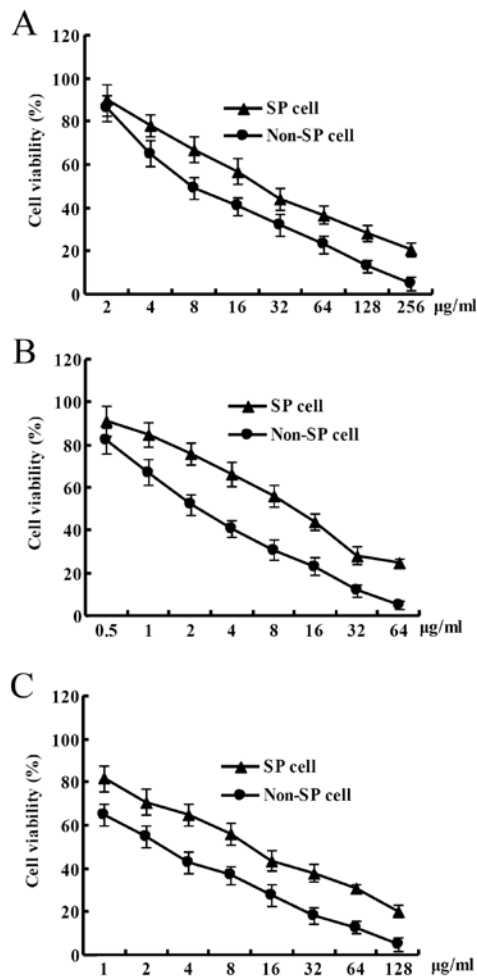 A
Cell viability (%)
120
100
80
60
40
20
0
SP cell
Non-SP cell
2 4 8 16 32 64 128 256 µg/ml
B
Cell viability (%)
120
100
80
60
40
20
0
SP cell
Non-SP cell
0.5 1 2 4 8 16 32 64 µg/ml
C
Cell viability (%)
120
100
80
60
40
20
0
SP cell
Non-SP cell
1 2 4 8 16 32 64 128 µg/ml